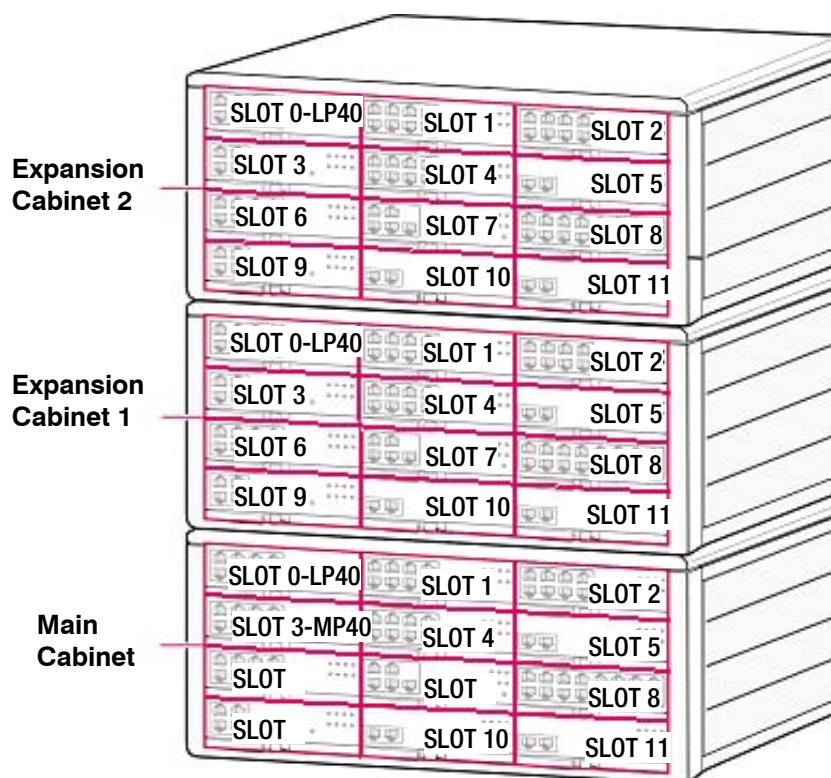 Expansion
Cabinet 2
SLOT 0-LP40 SLOT 1 SLOT 2
SLOT 3 SLOT 4 SLOT 5
SLOT 6 SLOT 7 SLOT 8
SLOT 9 SLOT 10 SLOT 11
Expansion
Cabinet 1
SLOT 0-LP40 SLOT 1 SLOT 2
SLOT 3 SLOT 4 SLOT 5
SLOT 6 SLOT 7 SLOT 8
SLOT 9 SLOT 10 SLOT 11
Main
Cabinet
SLOT 0-LP40 SLOT 1 SLOT 2
SLOT 3-MP40 SLOT 4 SLOT 5
SLOT SLOT SLOT 8
SLOT SLOT 10 SLOT 11